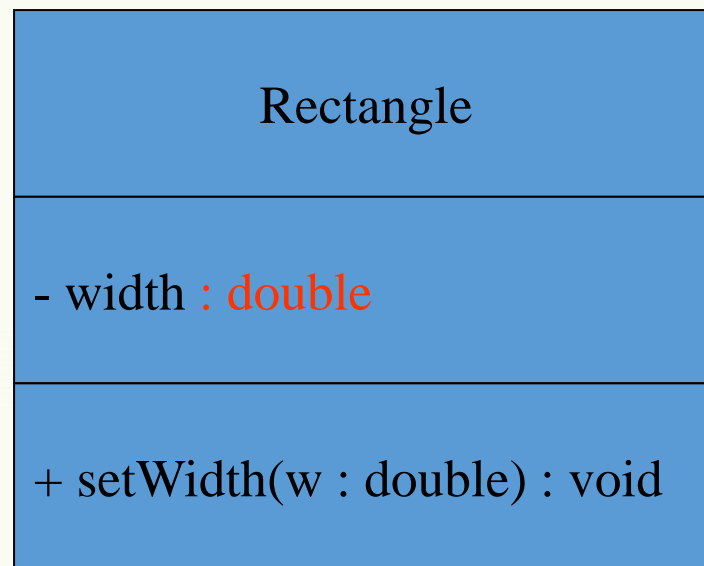 Rectangle
- width : double
+ setWidth(w : double) : void